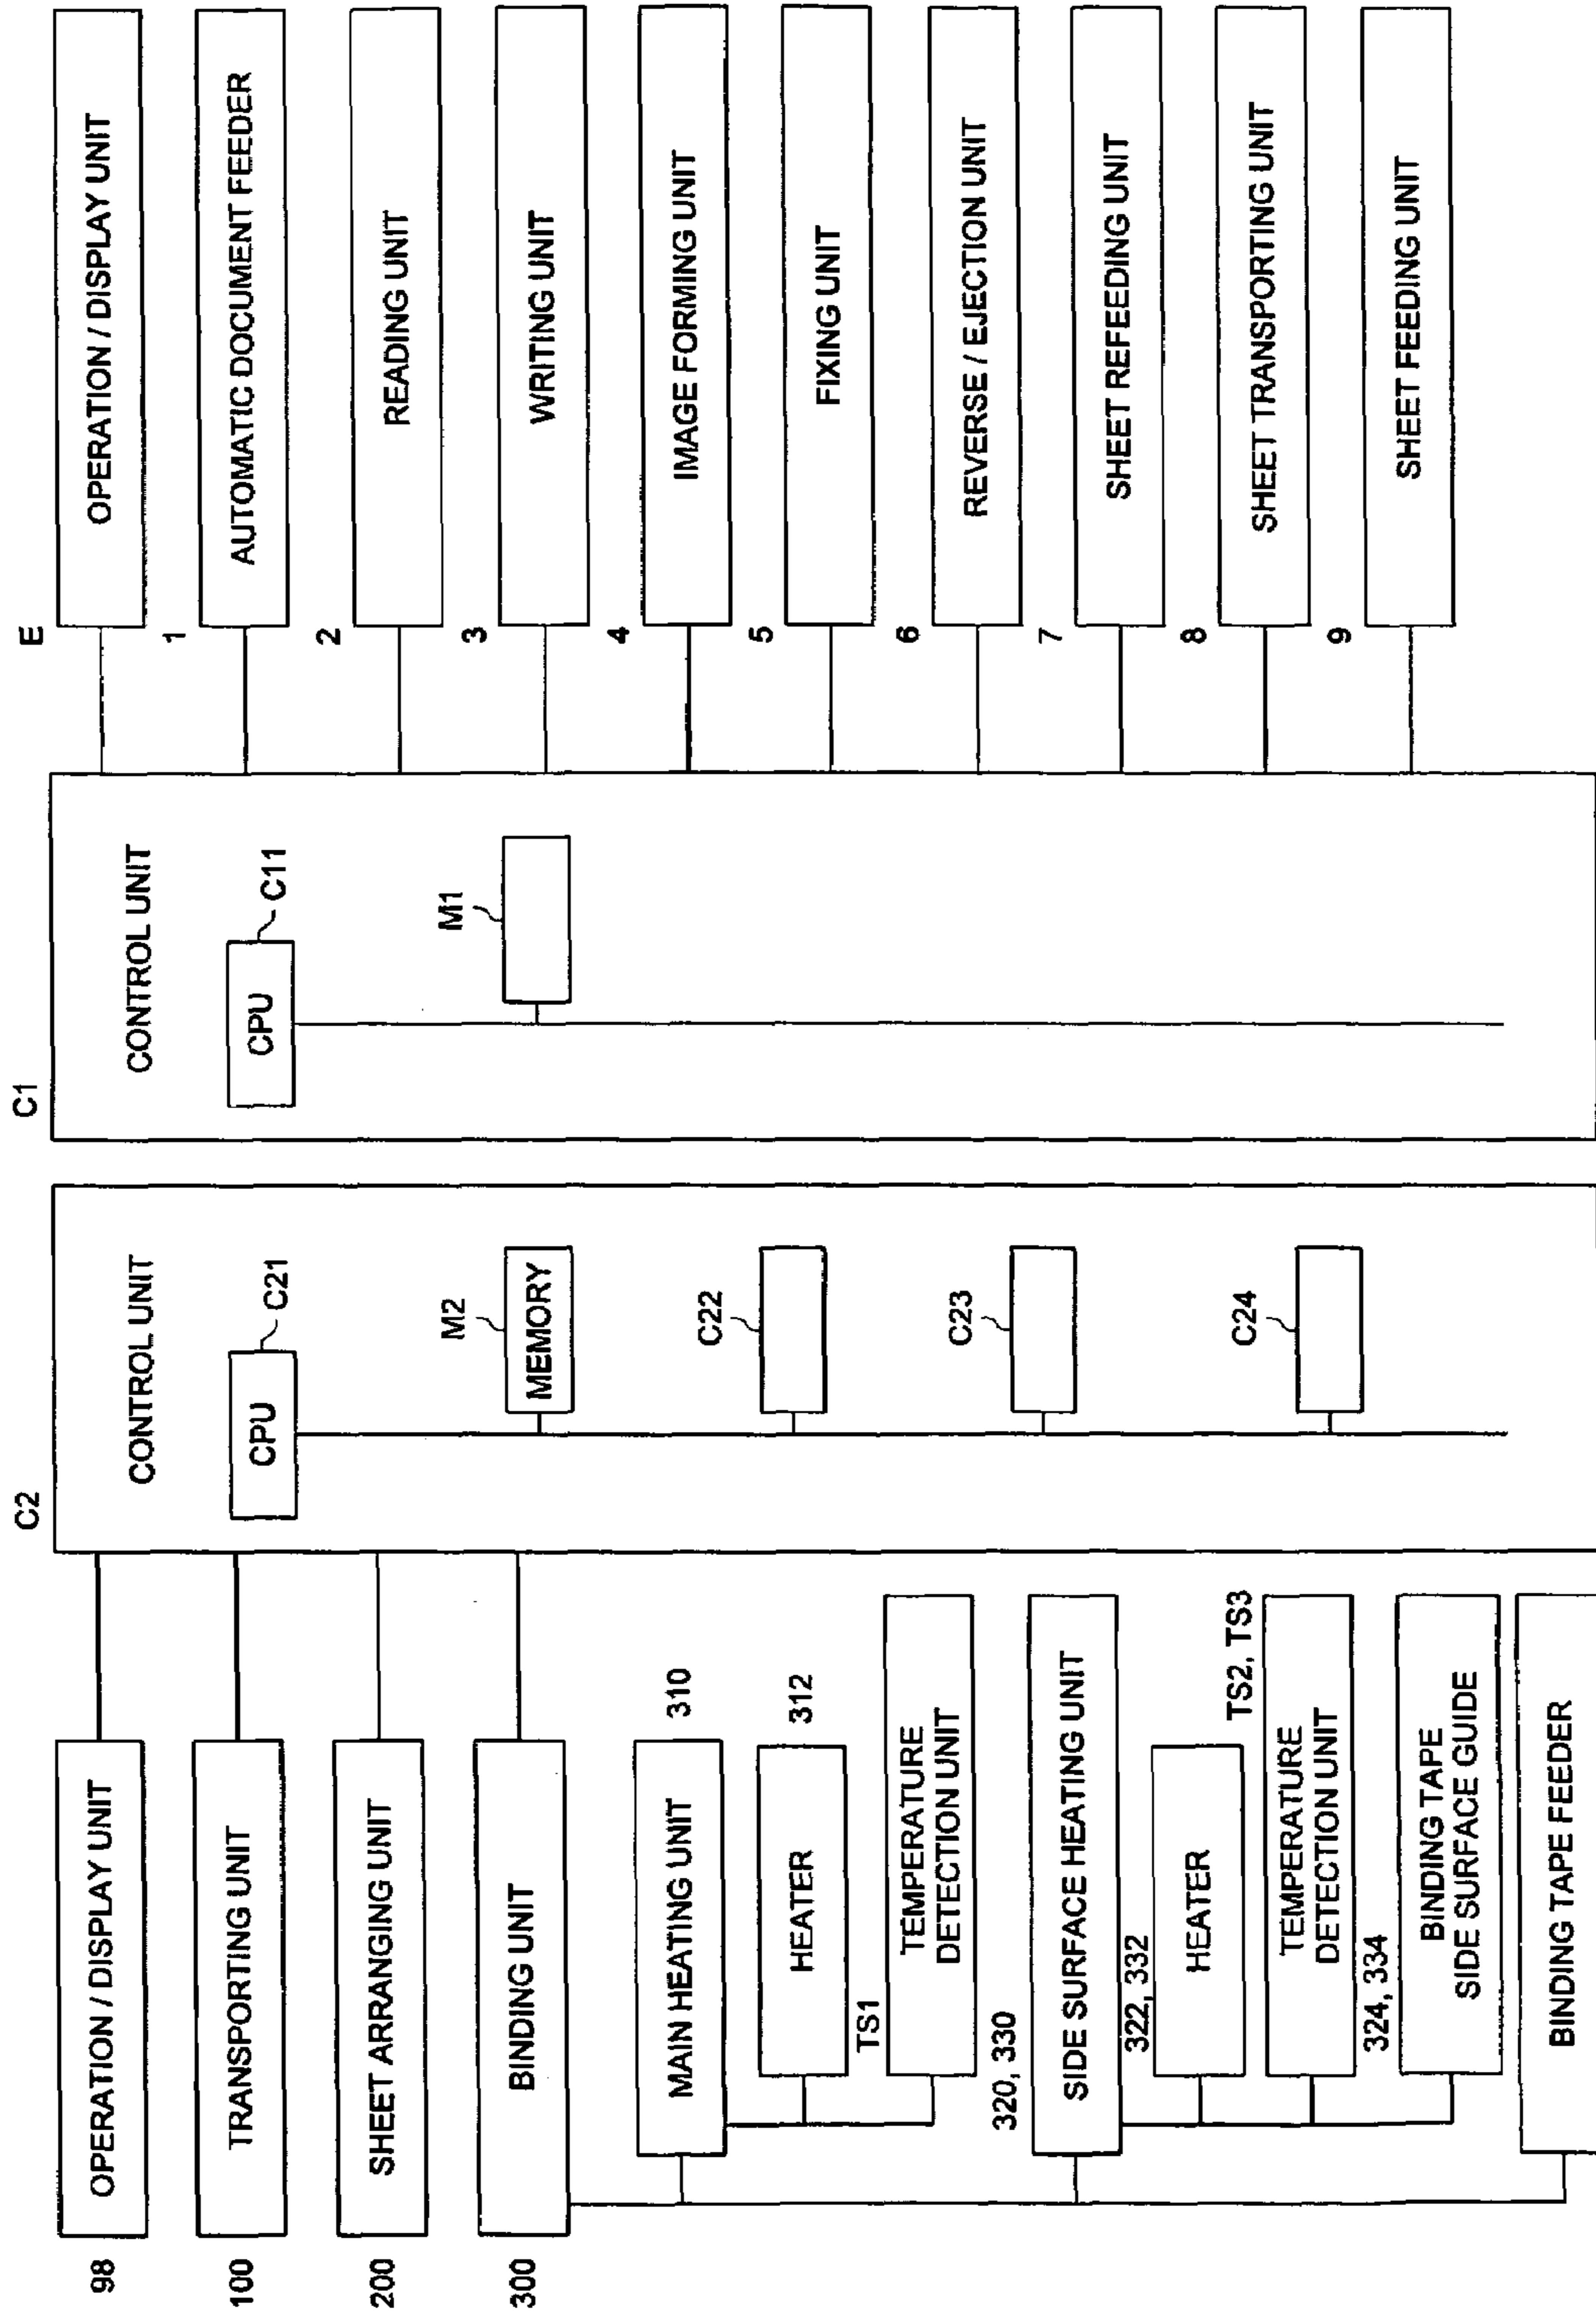 98
OPERATION / DISPLAY UNIT
100
TRANSPORTING UNIT
200
SHEET ARRANGING UNIT
300
BINDING UNIT
MAIN HEATING UNIT
310
HEATER
312
TS1
TEMPERATURE
DETECTION UNIT
320, 330
SIDE SURFACE HEATING UNIT
322, 332
HEATER
TS2, TS3
TEMPERATURE
DETECTION UNIT
324, 334
BINDING TAPE
SIDE SURFACE GUIDE
BINDING TAPE FEEDER
C2
CONTROL UNIT
CPU
C21
M2
MEMORY
C22
C23
C24
C1
CONTROL UNIT
CPU
C11
M1
E
OPERATION / DISPLAY UNIT
1
AUTOMATIC DOCUMENT FEEDER
2
READING UNIT
3
WRITING UNIT
4
IMAGE FORMING UNIT
5
FIXING UNIT
6
REVERSE / EJECTION UNIT
7
SHEET REFEEDING UNIT
8
SHEET TRANSPORTING UNIT
9
SHEET FEEDING UNIT